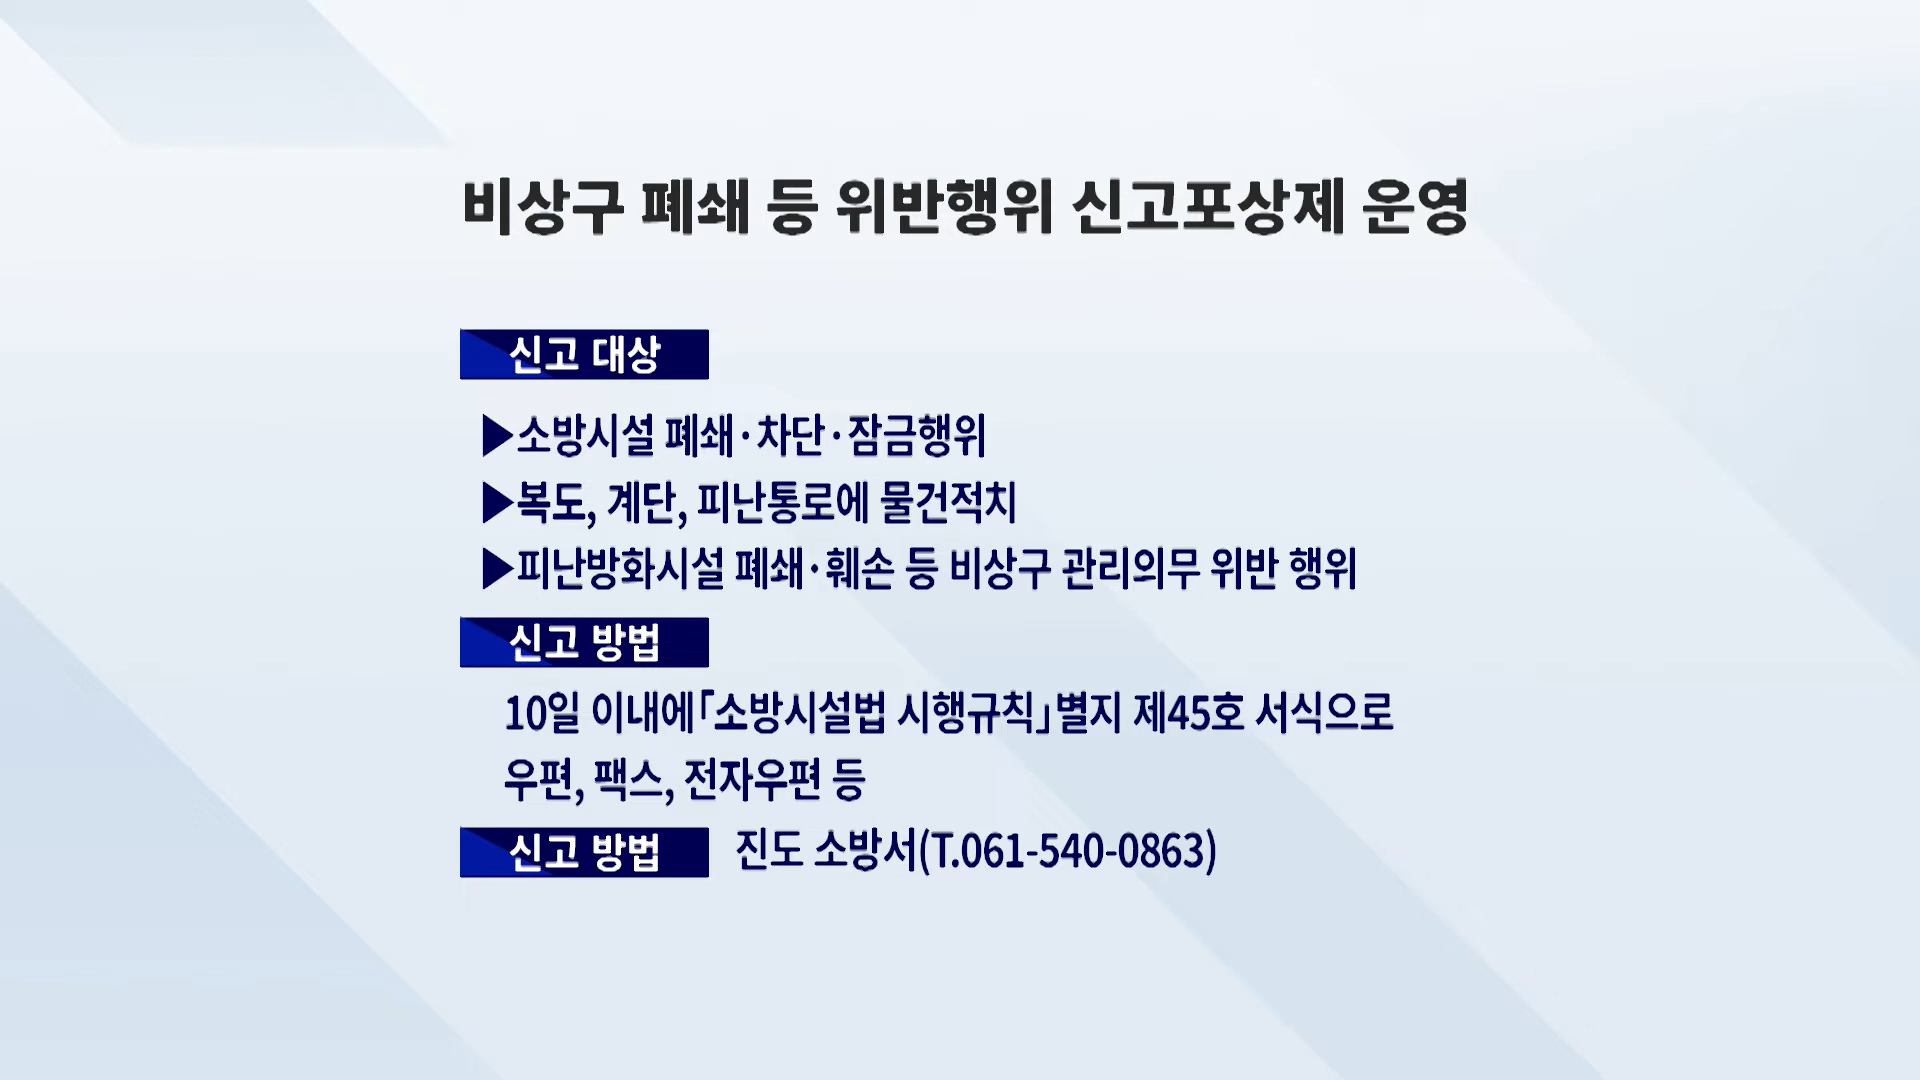 비상구 폐쇄 등 위반행위 신고포상제 운영
신고 대상
▶소방시설 폐쇄·차단·잠금행위
▶복도, 계단, 피난통로에 물건적치
▶피난방화시설 폐쇄·훼손 등 비상구 관리의무 위반 행위
신고 방법
10일 이내에「소방시설법 시행규칙」별지 제45호 서식으로
우편, 팩스, 전자우편 등
신고 방법 진도 소방서(T.061-540-0863)